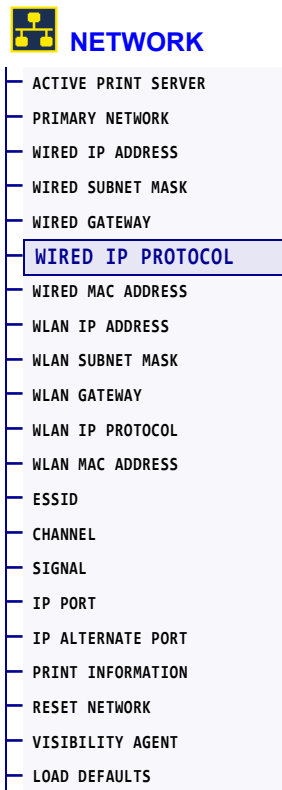 NETWORK
ACTIVE PRINT SERVER
PRIMARY NETWORK
WIRED IP ADDRESS
WIRED SUBNET MASK
WIRED GATEWAY
WIRED IP PROTOCOL
WIRED MAC ADDRESS
WLAN IP ADDRESS
WLAN SUBNET MASK
WLAN GATEWAY
WLAN IP PROTOCOL
WLAN MAC ADDRESS
ESSID
CHANNEL
SIGNAL
IP PORT
IP ALTERNATE PORT
PRINT INFORMATION
RESET NETWORK
VISIBILITY AGENT
LOAD DEFAULTS